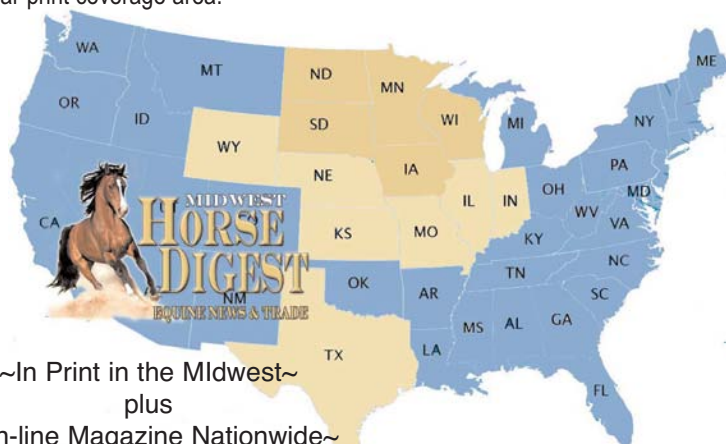 ur print coverage area.
WA
MT
ND
MN
ME
OR
ID
SD
WI
MI
NY
WY
NE
IA
PA
IL
IN
OH
MD
CA
MIDWEST
HORSE
DIGEST
EQUINE NEWS & TRADE
KS
MO
WV
VA
KY
NM
OK
AR
TN
NC
SC
MS
AL
GA
TX
LA
FL
~In Print in the MIdwest~
plus
n-line Magazine Nationwide~